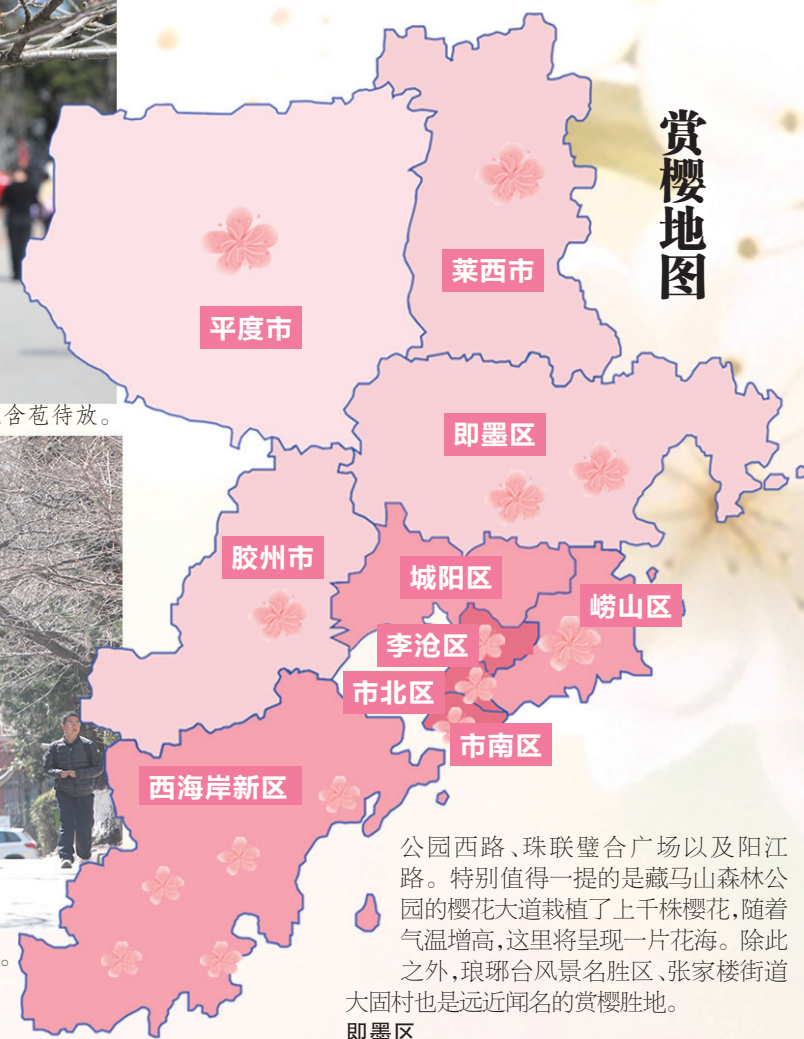 赏樱地图
莱西市
平度市
含苞待放。
即墨区
胶州市
城阳区
崂山区
李沧区
市北区
市南区
西海岸新区
公园西路、珠联璧合广场以及阳江
路。特别值得一提的是藏马山森林公
园的樱花大道栽植了上千株樱花,随着
气温增高,这里将呈现一片花海。除此
之外,琅琊台风景名胜区、张家楼街道
大固村也是远近闻名的赏樱胜地。
即墨区
。